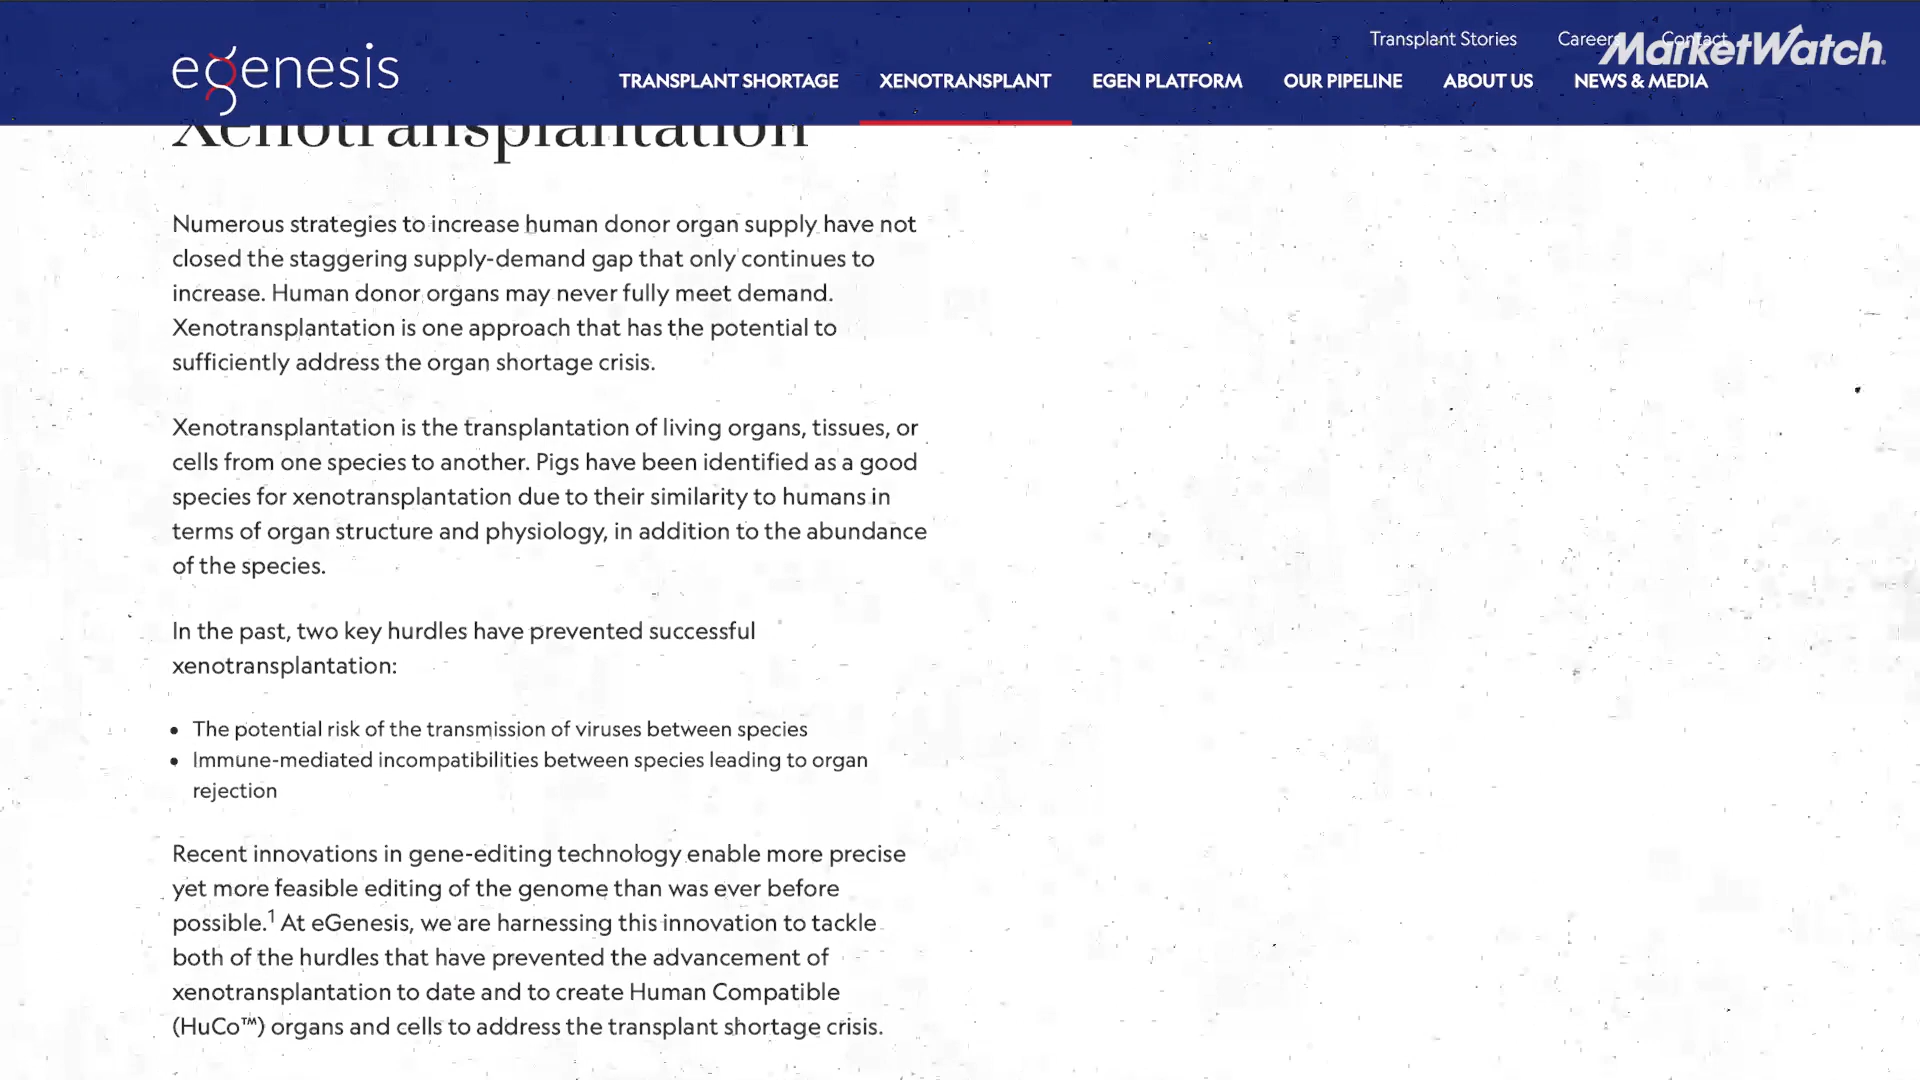 Transplant Stories
Careers
Contact
MarketWatch
egenesis
TRANSPLANT SHORTAGE
XENOTRANSPLANT
EGEN PLATFORM
OUR PIPELINE
ABOUT US
NEWS & MEDIA
Xenotransplantation
Numerous strategies to increase human donor organ supply have not
closed the staggering supply-demand gap that only continues to
increase. Human donor organs may never fully meet demand.
Xenotransplantation is one approach that has the potential to
sufficiently address the organ shortage crisis.
Xenotransplantation is the transplantation of living organs, tissues, or
cells from one species to another. Pigs have been identified as a good
species for xenotransplantation due to their similarity to humans in
terms of organ structure and physiology, in addition to the abundance
of the species.
In the past, two key hurdles have prevented successful
xenotransplantation:
• The potential risk of the transmission of viruses between species
• Immune-mediated incompatibilities between species leading to organ
rejection
Recent innovations in gene-editing technology enable more precise
yet more feasible editing of the genome than was ever before
possible.¹ At eGenesis, we are harnessing this innovation to tackle
both of the hurdles that have prevented the advancement of
xenotransplantation to date and to create Human Compatible
(HuCo™) organs and cells to address the transplant shortage crisis.